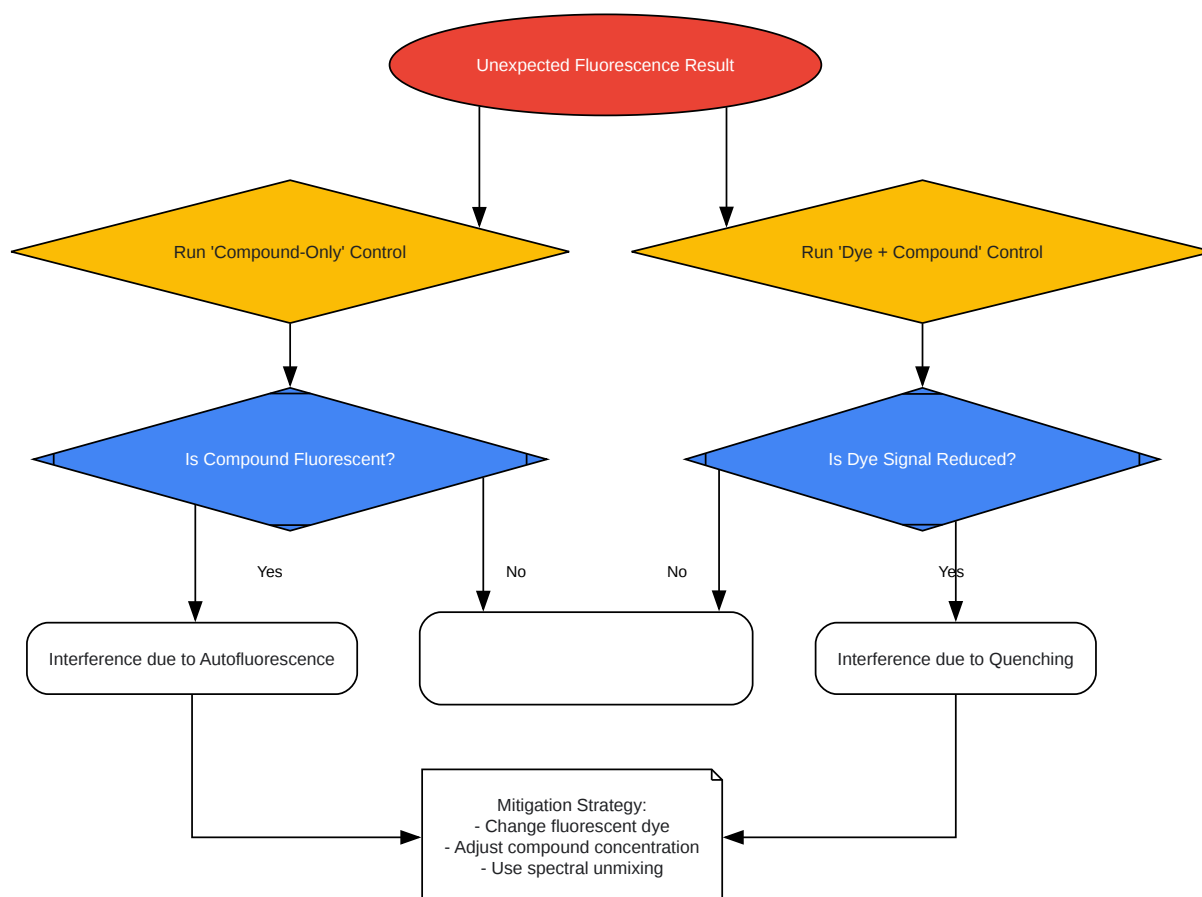 Unexpected Fluorescence Result
Run 'Compound-Only' Control
Run 'Dye + Compound' Control
Is Compound Fluorescent?
Is Dye Signal Reduced?
Yes
No
No
Yes
Interference due to Autofluorescence
Interference due to Quenching
Mitigation Strategy:
- Change fluorescent dye
- Adjust compound concentration
- Use spectral unmixing